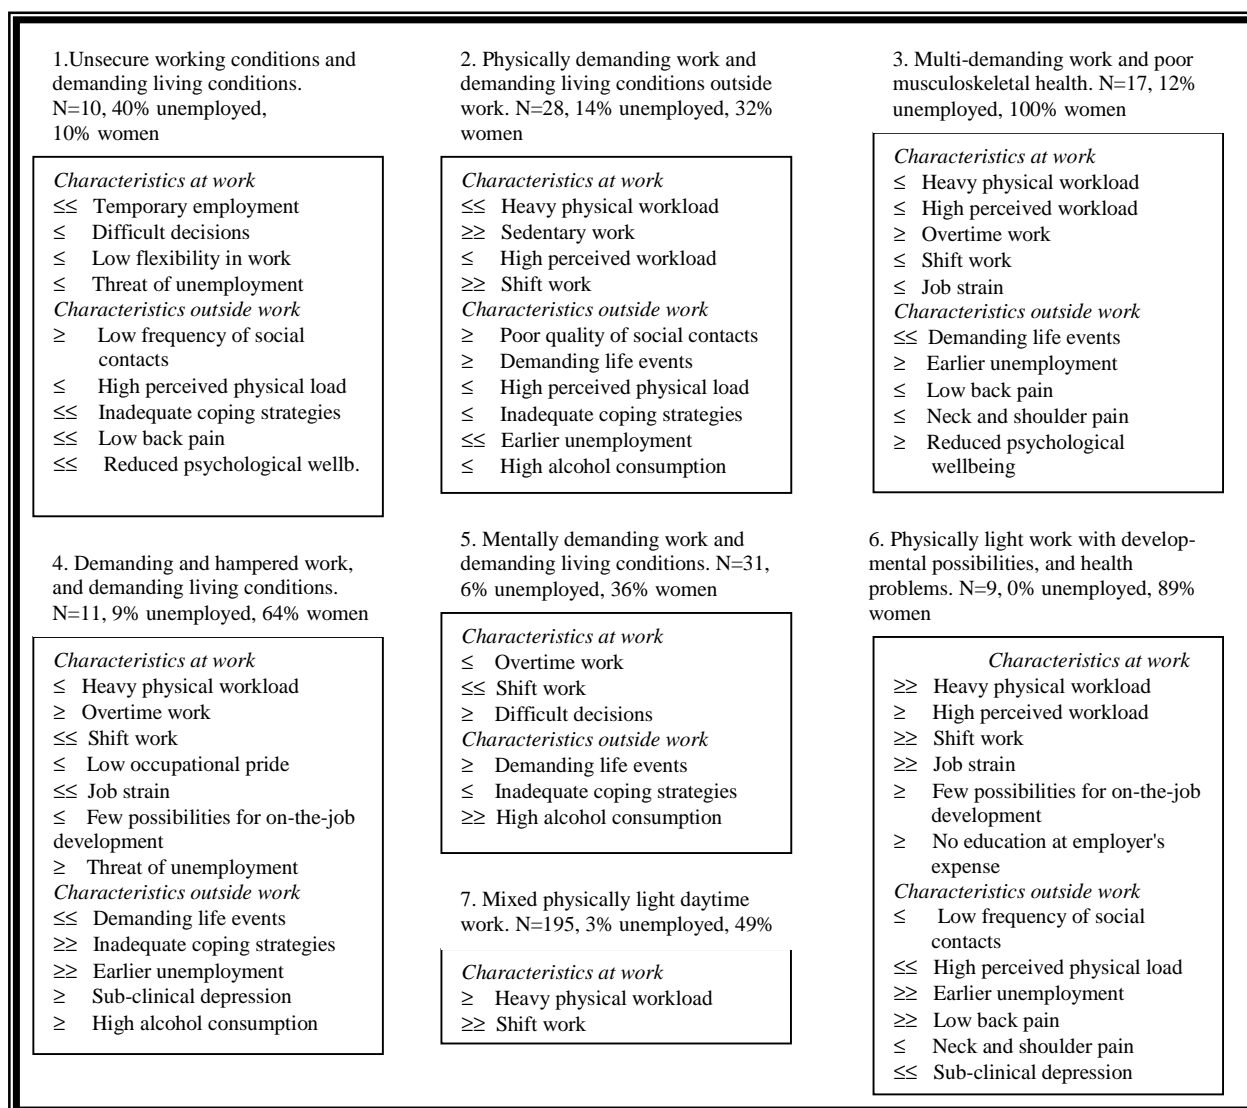 1.Unsecure working conditions and
demanding living conditions.
N=10, 40% unemployed,
10% women
Characteristics at work
≤≤ Temporary employment
≤ Difficult decisions
≤ Low flexibility in work
≤ Threat of unemployment
Characteristics outside work
≥ Low frequency of social
contacts
≤ High perceived physical load
≤≤ Inadequate coping strategies
≤≤ Low back pain
≤≤ Reduced psychological wellb.
2. Physically demanding work and
demanding living conditions outside
work. N=28, 14% unemployed, 32%
women
Characteristics at work
≤≤ Heavy physical workload
≥≥ Sedentary work
≤ High perceived workload
≥≥ Shift work
Characteristics outside work
≥ Poor quality of social contacts
≥ Demanding life events
≤ High perceived physical load
≤ Inadequate coping strategies
≤≤ Earlier unemployment
≤ High alcohol consumption
3. Multi-demanding work and poor
musculoskeletal health. N=17, 12%
unemployed, 100% women
Characteristics at work
≤ Heavy physical workload
≤ High perceived workload
≥ Overtime work
≤ Shift work
≤ Job strain
Characteristics outside work
≤≤ Demanding life events
≥ Earlier unemployment
≤ Low back pain
≤ Neck and shoulder pain
≥ Reduced psychological
wellbeing
4. Demanding and hampered work,
and demanding living conditions.
N=11, 9% unemployed, 64% women
Characteristics at work
≤ Heavy physical workload
≥ Overtime work
≤≤ Shift work
≤ Low occupational pride
≤≤ Job strain
≤ Few possibilities for on-the-job
development
≥ Threat of unemployment
Characteristics outside work
≤≤ Demanding life events
≥≥ Inadequate coping strategies
≥≥ Earlier unemployment
≥ Sub-clinical depression
≥ High alcohol consumption
5. Mentally demanding work and
demanding living conditions. N=31,
6% unemployed, 36% women
Characteristics at work
≤ Overtime work
≤≤ Shift work
≥ Difficult decisions
Characteristics outside work
≥ Demanding life events
≤ Inadequate coping strategies
≥≥ High alcohol consumption
7. Mixed physically light daytime
work. N=195, 3% unemployed, 49%
Characteristics at work
≥ Heavy physical workload
≥≥ Shift work
6. Physically light work with develop-
mental possibilities, and health
problems. N=9, 0% unemployed, 89%
women
Characteristics at work
≥≥ Heavy physical workload
≥ High perceived workload
≥≥ Shift work
≥≥ Job strain
≥ Few possibilities for on-the-job
development
≥ No education at employer's
expense
Characteristics outside work
≤ Low frequency of social
contacts
≤≤ High perceived physical load
≥≥ Earlier unemployment
≥≥ Low back pain
≤ Neck and shoulder pain
≤≤ Sub-clinical depression